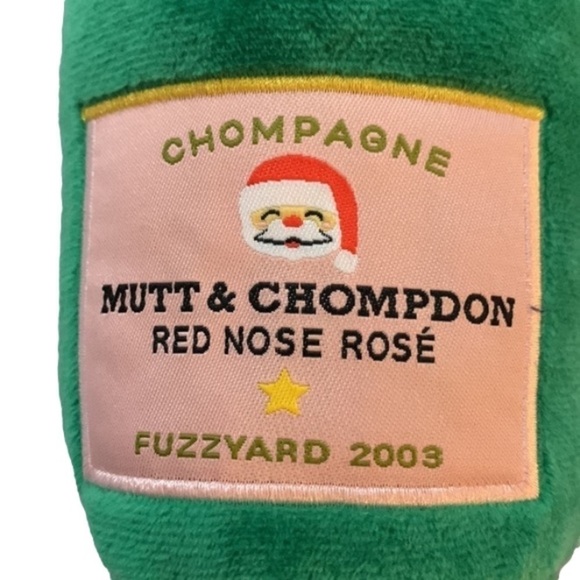 CHOMPAGNE
MUTT & CHOMPDON
RED NOSE ROSÉ
FUZZYARD 2003